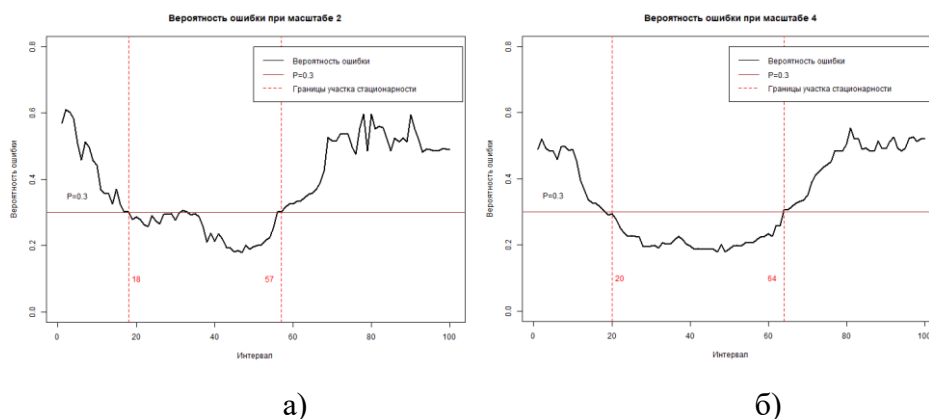 Вероятность ошибки при масштабе 2
Вероятность ошибки
0.8
0.6
0.4
0.2
0.0
Вероятность ошибки
P=0.3
Границы участка стационарности
P=0.3
18
57
0
20
40
60
80
100
Интервал
а)
Вероятность ошибки при масштабе 4
Вероятность ошибки
0.8
0.6
0.4
0.2
0.0
Вероятность ошибки
P=0.3
Границы участка стационарности
P=0.3
20
64
0
20
40
60
80
100
Интервал
б)